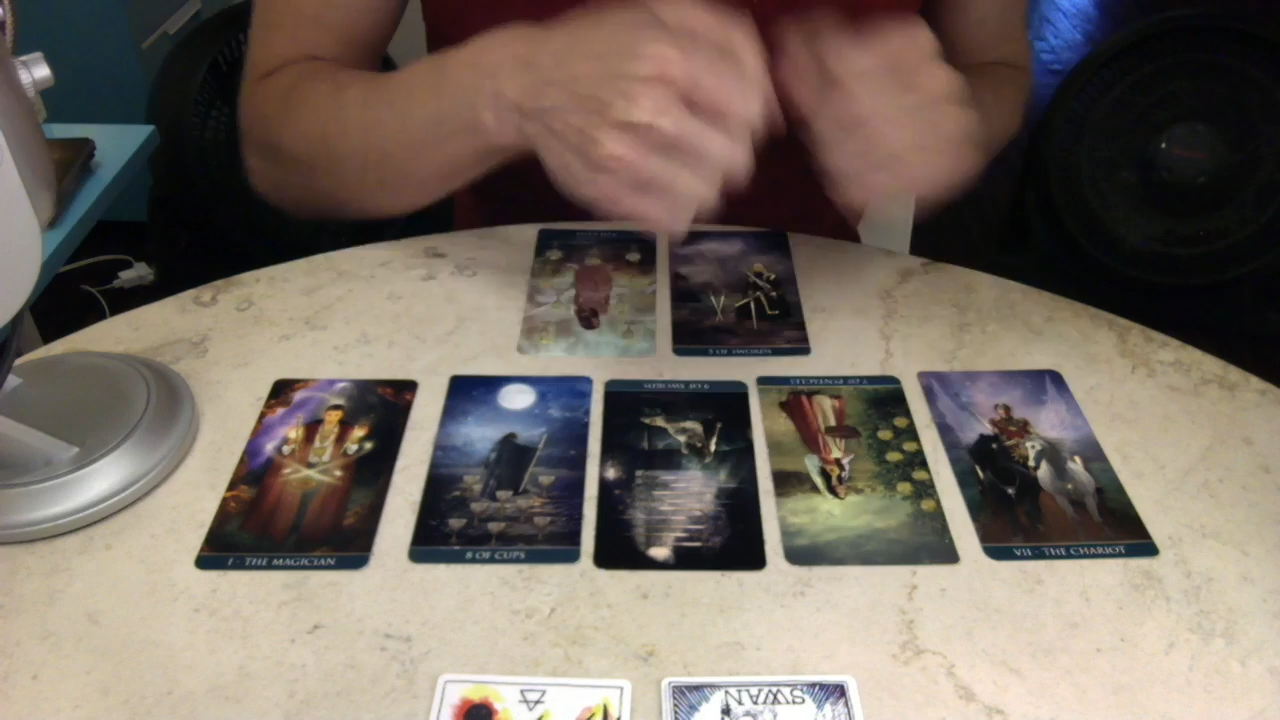 5 OF SWORDS
9 OF SWORDS
7 OF PENTACLES
I - THE MAGICIAN
8 OF CUPS
VII - THE CHARIOT
SWAN